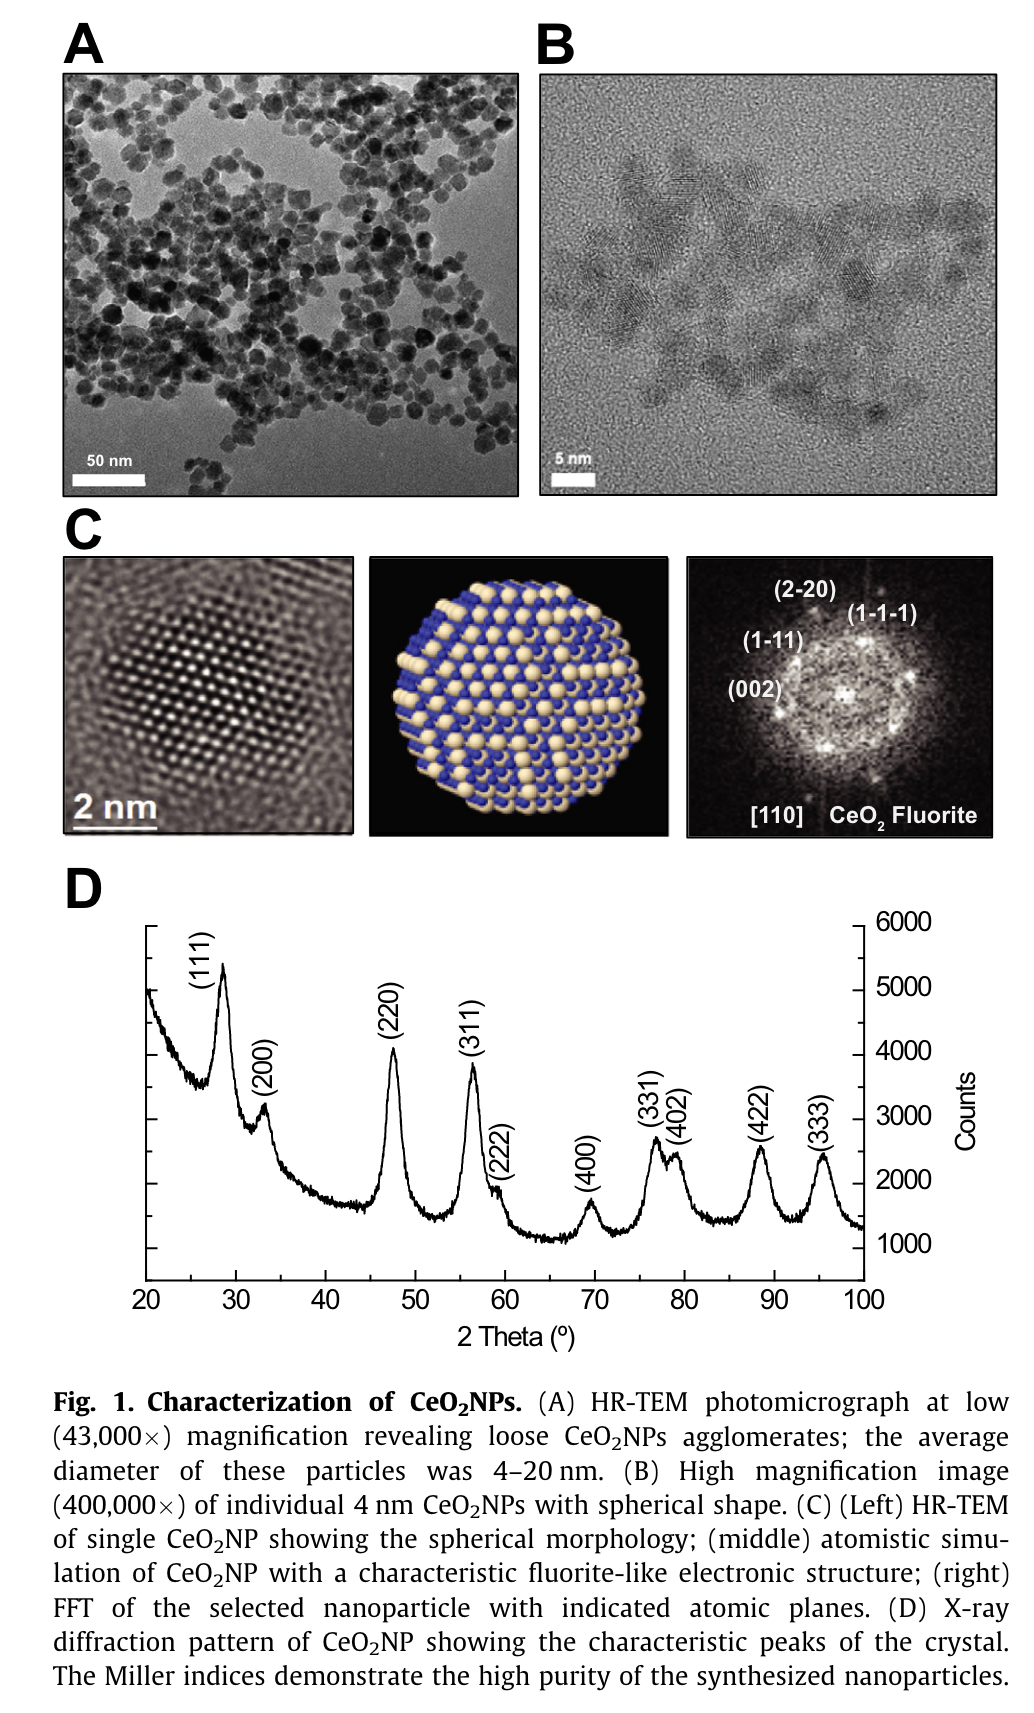 A
B
50 nm
5 nm
C
2 nm
(2-20)
(1-1-1)
(1-11)
(002)
[110] CeO₂ Fluorite
D
(111)
(200)
(220)
(311)
(222)
(400)
(331)
(402)
(422)
(333)
6000
5000
4000
3000
2000
1000
Counts
20 30 40 50 60 70 80 90 100
2 Theta (º)
Fig. 1. Characterization of CeO₂NPs. (A) HR-TEM photomicrograph at low
(43,000×) magnification revealing loose CeO₂NPs agglomerates; the average
diameter of these particles was 4–20 nm. (B) High magnification image
(400,000×) of individual 4 nm CeO₂NPs with spherical shape. (C) (Left) HR-TEM
of single CeO₂NP showing the spherical morphology; (middle) atomistic simu-
lation of CeO₂NP with a characteristic fluorite-like electronic structure; (right)
FFT of the selected nanoparticle with indicated atomic planes. (D) X-ray
diffraction pattern of CeO₂NP showing the characteristic peaks of the crystal.
The Miller indices demonstrate the high purity of the synthesized nanoparticles.